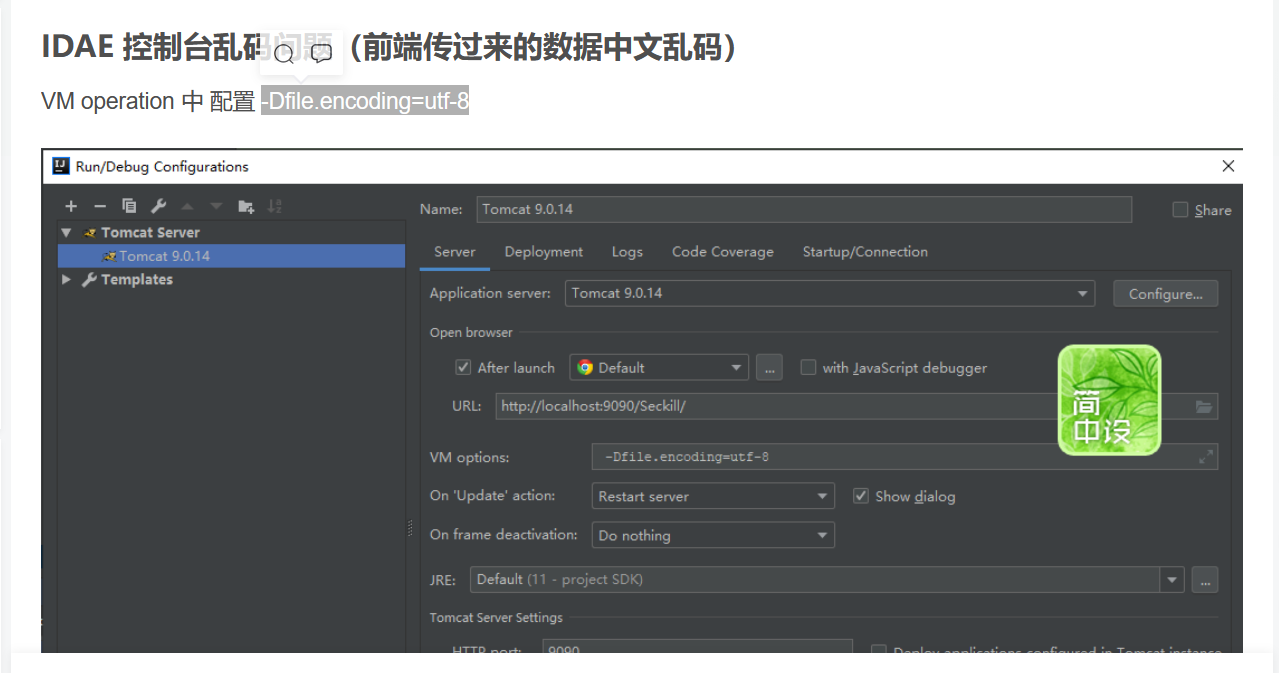 IDAE 控制台乱码问题（前端传过来的数据中文乱码）
VM operation 中 配置 -Dfile.encoding=utf-8
Run/Debug Configurations
Name: Tomcat 9.0.14 Share
Tomcat Server
Tomcat 9.0.14
Templates
Server Deployment Logs Code Coverage Startup/Connection
Application server: Tomcat 9.0.14 Configure...
Open browser
After launch Default ... with JavaScript debugger
URL: http://localhost:9090/Seckill/
简
中设
VM options: -Dfile.encoding=utf-8
On 'Update' action: Restart server Show dialog
On frame deactivation: Do nothing
JRE: Default (11 - project SDK) ...
Tomcat Server Settings
HTTP port: 9090 Deploy applications configured in Tomcat instance